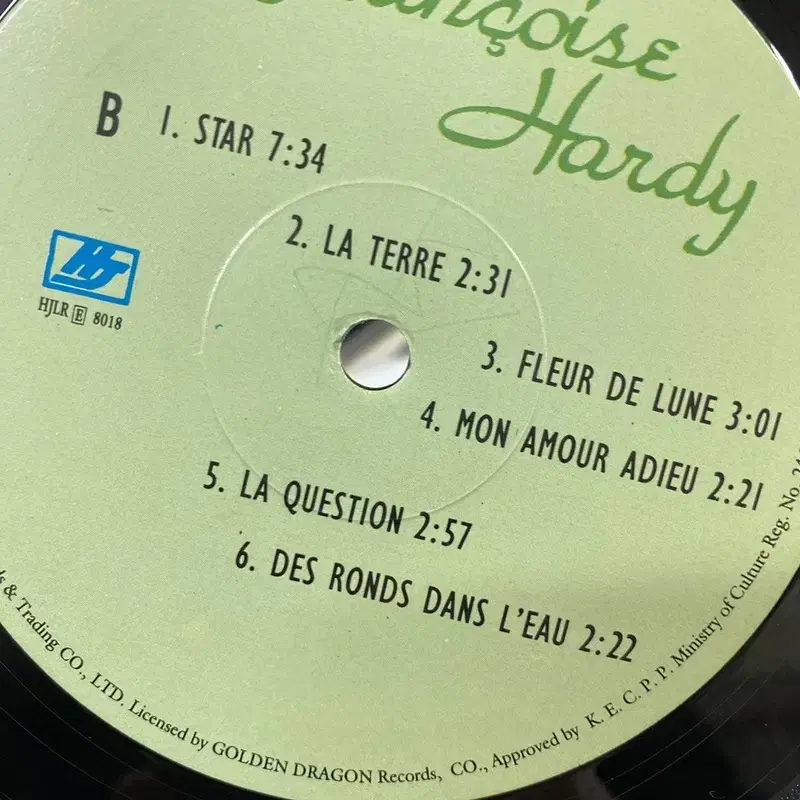 Françoise
Hardy
B
1. STAR 7:34
2. LA TERRE 2:31
3. FLEUR DE LUNE 3:01
4. MON AMOUR ADIEU 2:21
5. LA QUESTION 2:57
6. DES RONDS DANS L'EAU 2:22
HJ
HJLR E 8018
& Trading CO., LTD. Licensed by GOLDEN DRAGON Records, CO., Approved by K. E. C. P. P. Ministry of Culture Reg. No.